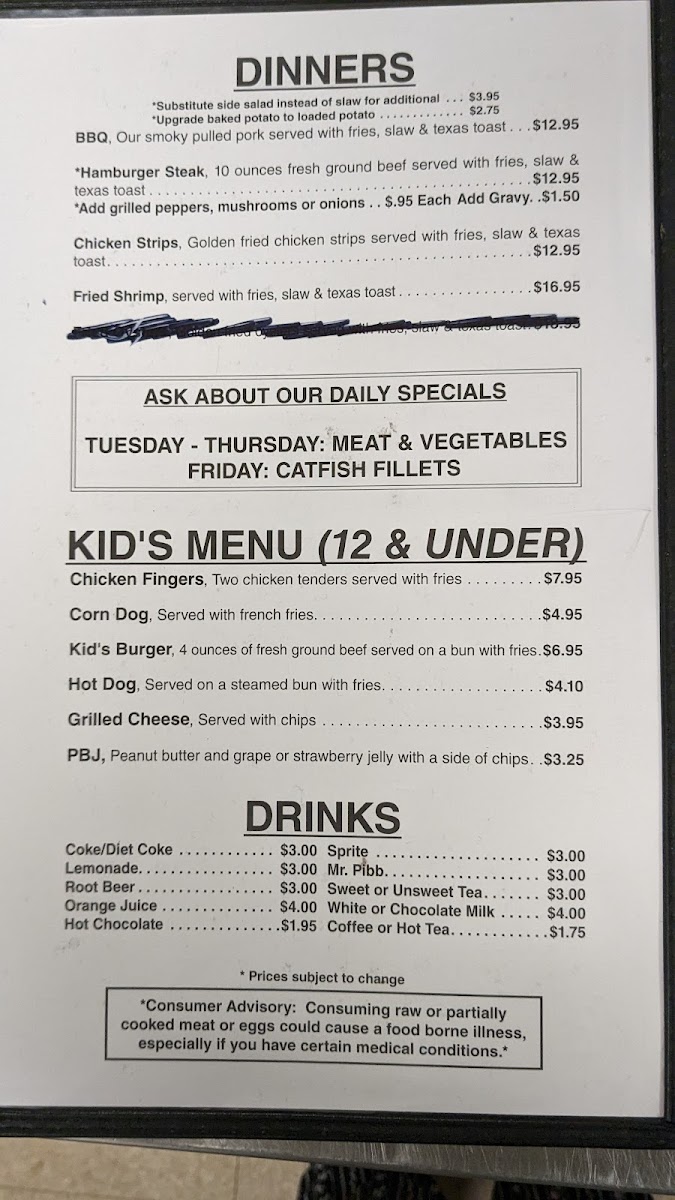 DINNERS
*Substitute side salad instead of slaw for additional ... $3.95
*Upgrade baked potato to loaded potato ............. $2.75
BBQ, Our smoky pulled pork served with fries, slaw & texas toast...$12.95
*Hamburger Steak, 10 ounces fresh ground beef served with fries, slaw &
texas toast..............................................$12.95
*Add grilled peppers, mushrooms or onions .. $.95 Each Add Gravy..$1.50
Chicken Strips, Golden fried chicken strips served with fries, slaw & texas
toast...................................................$12.95
Fried Shrimp, served with fries, slaw & texas toast................$16.95
fries, slaw & texas toast.
ASK ABOUT OUR DAILY SPECIALS
TUESDAY - THURSDAY: MEAT & VEGETABLES
FRIDAY: CATFISH FILLETS
KID'S MENU (12 & UNDER)
Chicken Fingers, Two chicken tenders served with fries .........$7.95
Corn Dog, Served with french fries...........................$4.95
Kid's Burger, 4 ounces of fresh ground beef served on a bun with fries.$6.95
Hot Dog, Served on a steamed bun with fries...................$4.10
Grilled Cheese, Served with chips ..........................$3.95
PBJ, Peanut butter and grape or strawberry jelly with a side of chips..$3.25
DRINKS
Coke/Diet Coke ............ $3.00 Sprite .................... $3.00
Lemonade................. $3.00 Mr. Pibb................... $3.00
Root Beer................. $3.00 Sweet or Unsweet Tea....... $3.00
Orange Juice .............. $4.00 White or Chocolate Milk ..... $4.00
Hot Chocolate .............$1.95 Coffee or Hot Tea............$1.75
* Prices subject to change
*Consumer Advisory: Consuming raw or partially
cooked meat or eggs could cause a food borne illness,
especially if you have certain medical conditions.*